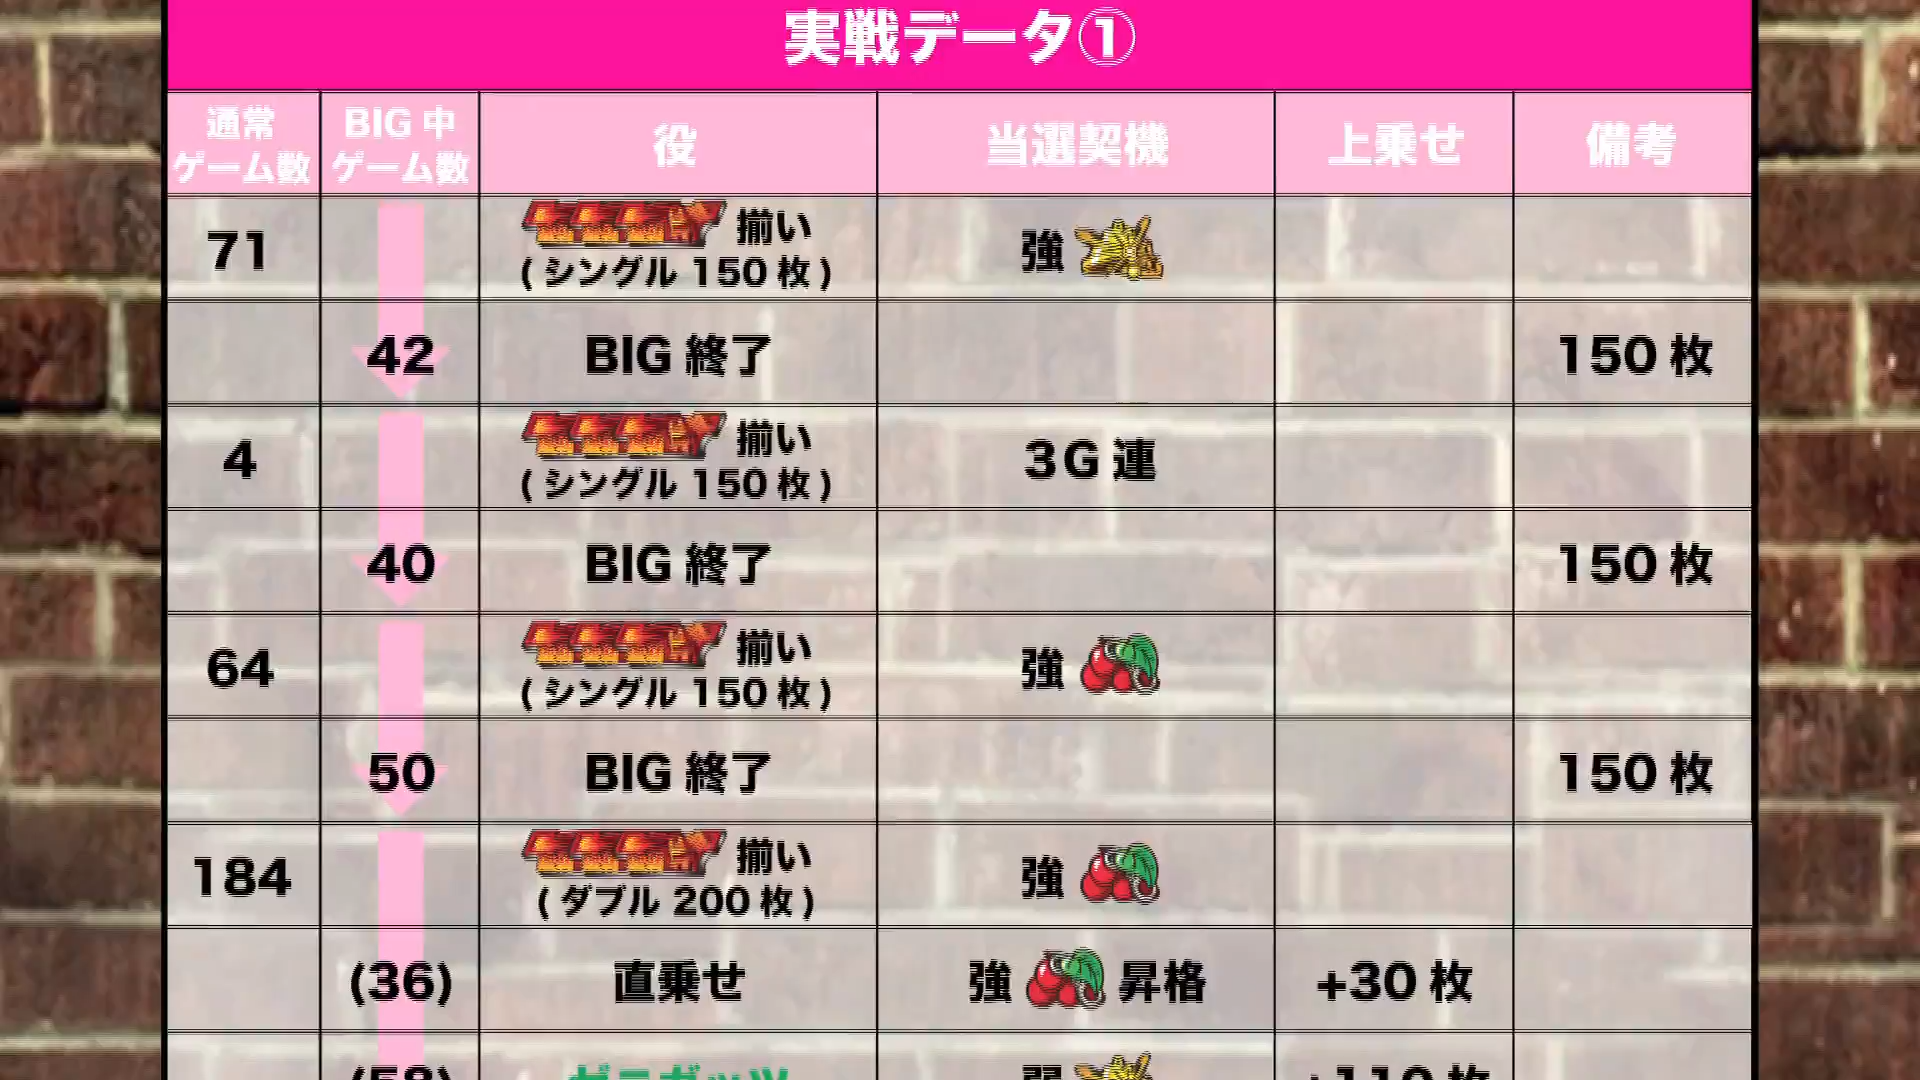 実戦データ①
通常
ゲーム数
BIG中
ゲーム数
役
当選契機
上乗せ
備考
71
揃い
(シングル150枚)
強
42
BIG終了
150枚
4
揃い
(シングル150枚)
3G連
40
BIG終了
150枚
64
揃い
(シングル150枚)
強
50
BIG終了
150枚
184
揃い
(ダブル200枚)
強
(36)
直乗せ
強
昇格
+30枚
(58)
弱
+110枚